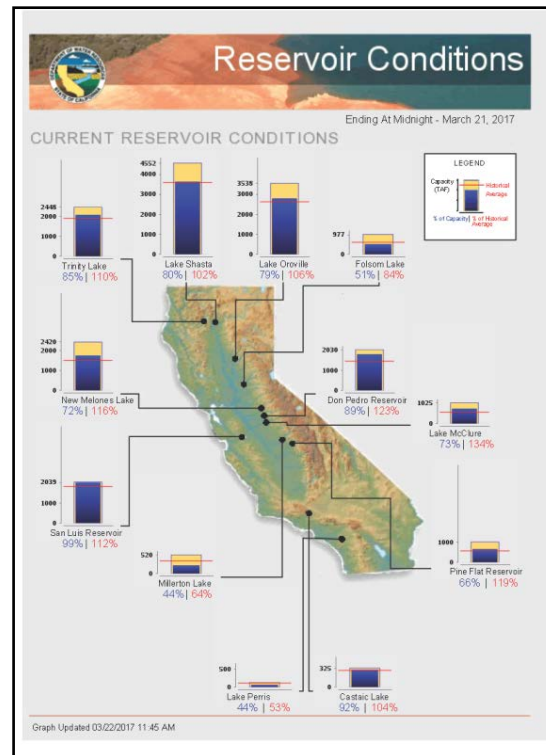 Reservoir Conditions
Ending At Midnight - March 21, 2017
CURRENT RESERVOIR CONDITIONS
LEGEND
Capacity
(TAF)
Historical
Average
% of Capacity | % of Historical
Average
2448
2000
1000
0
Trinity Lake
85% | 110%
4552
4000
3000
2000
1000
0
Lake Shasta
80% | 102%
3538
3000
2000
1000
0
Lake Oroville
79% | 106%
977
0
Folsom Lake
51% | 84%
2420
2000
1000
0
New Melones Lake
72% | 116%
2030
1000
0
Don Pedro Reservoir
89% | 123%
1025
0
Lake McClure
73% | 134%
2039
1000
0
San Luis Reservoir
99% | 112%
520
0
Millerton Lake
44% | 64%
1000
0
Pine Flat Reservoir
66% | 119%
500
0
Lake Perris
44% | 53%
325
0
Castaic Lake
92% | 104%
Graph Updated 03/22/2017 11:45 AM